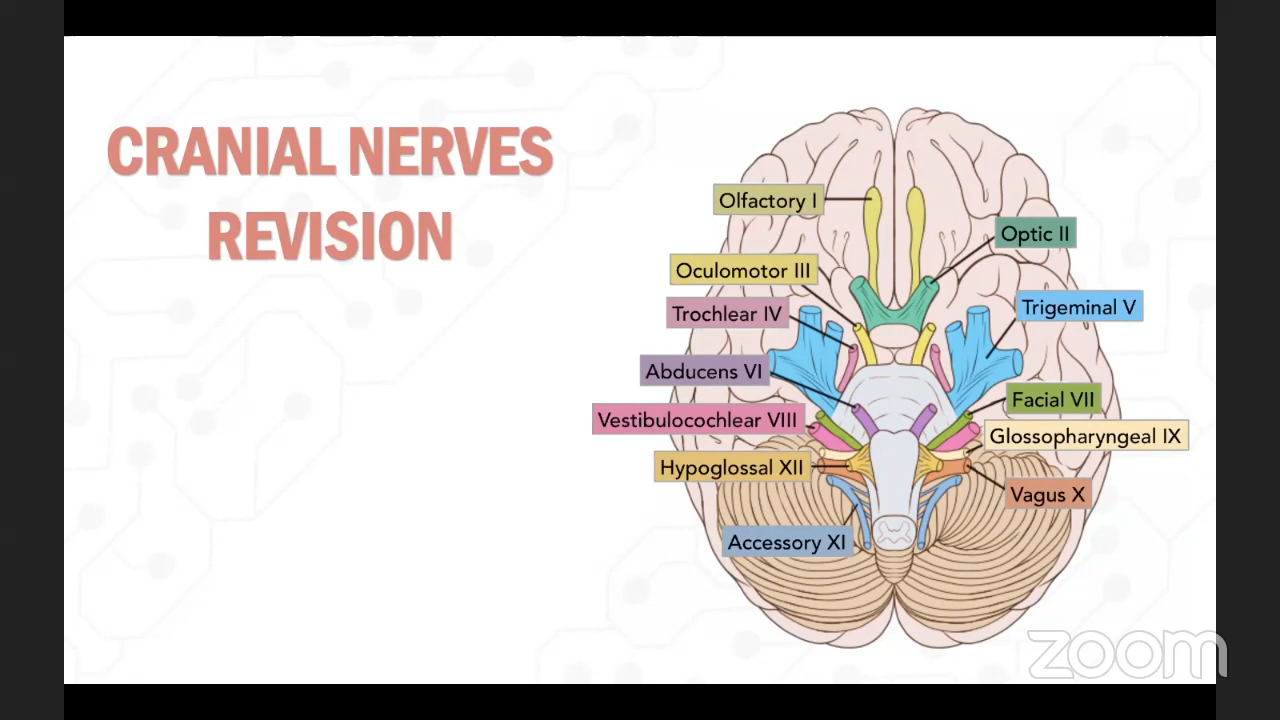 CRANIAL NERVES
REVISION
Olfactory I
Optic II
Oculomotor III
Trigeminal V
Trochlear IV
Abducens VI
Facial VII
Vestibulocochlear VIII
Glossopharyngeal IX
Hypoglossal XII
Vagus X
Accessory XI
zoom